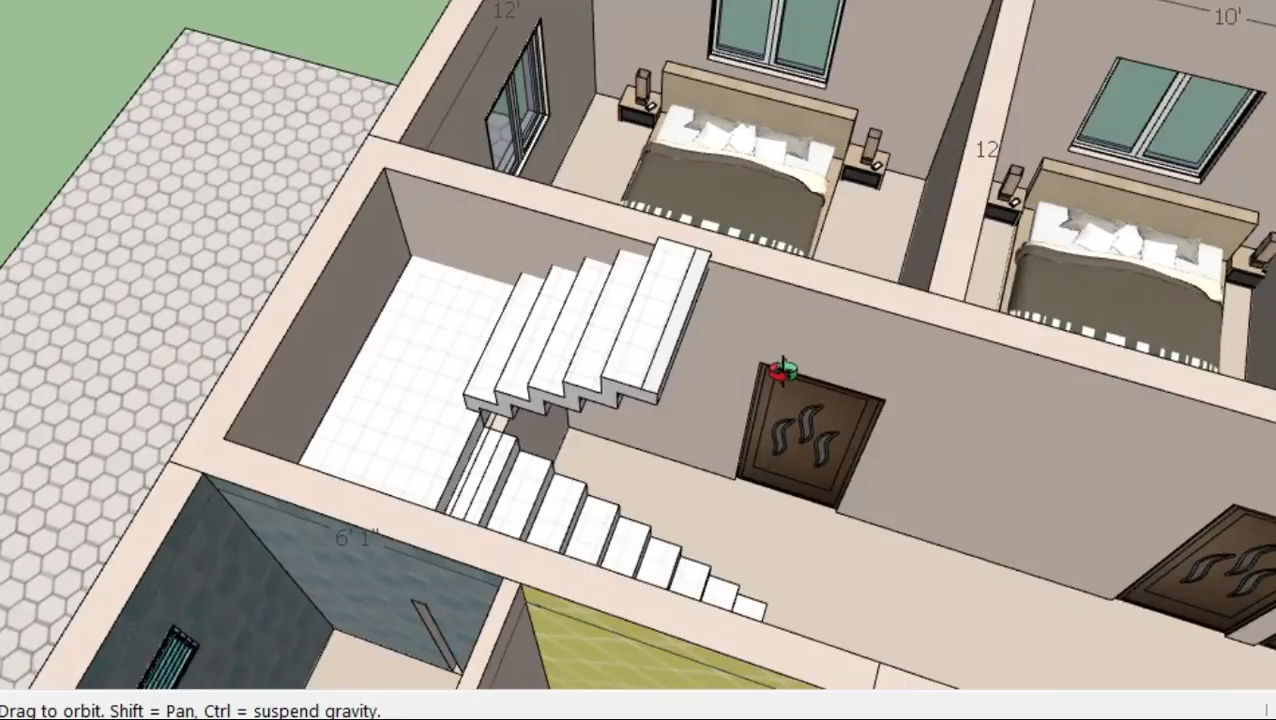 12'
10'
12
6' 1"
Drag to orbit. Shift = Pan, Ctrl = suspend gravity.